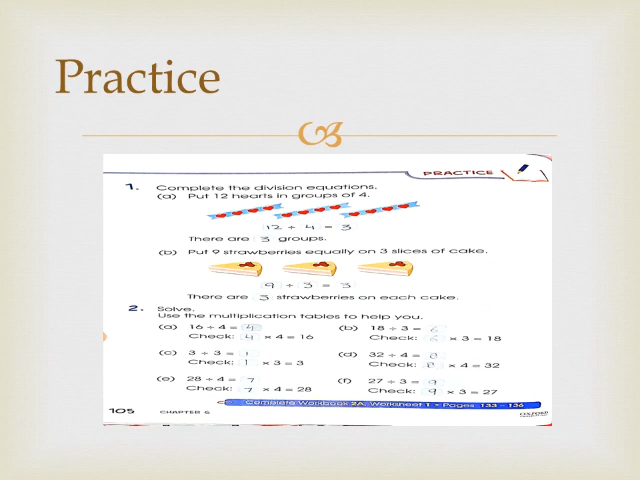 Practice
PRACTICE
1. Complete the division equations.
(a) Put 12 hearts in groups of 4.
12 ÷ 4 = 3
There are 3 groups.
(b) Put 9 strawberries equally on 3 slices of cake.
9 ÷ 3 = 3
There are 3 strawberries on each cake.
2. Solve.
Use the multiplication tables to help you.
(a) 16 ÷ 4 = 4 (b) 18 ÷ 3 = 6
Check: 4 × 4 = 16 Check: 6 × 3 = 18
(c) 3 ÷ 3 = 1 (d) 32 ÷ 4 = 8
Check: 1 × 3 = 3 Check: 8 × 4 = 32
(e) 28 ÷ 4 = 7 (f) 27 ÷ 3 = 9
Check: 7 × 4 = 28 Check: 9 × 3 = 27
Complete Workbook 2A, Worksheet 1 • Pages 133 – 136
105 CHAPTER 6 OXFORD